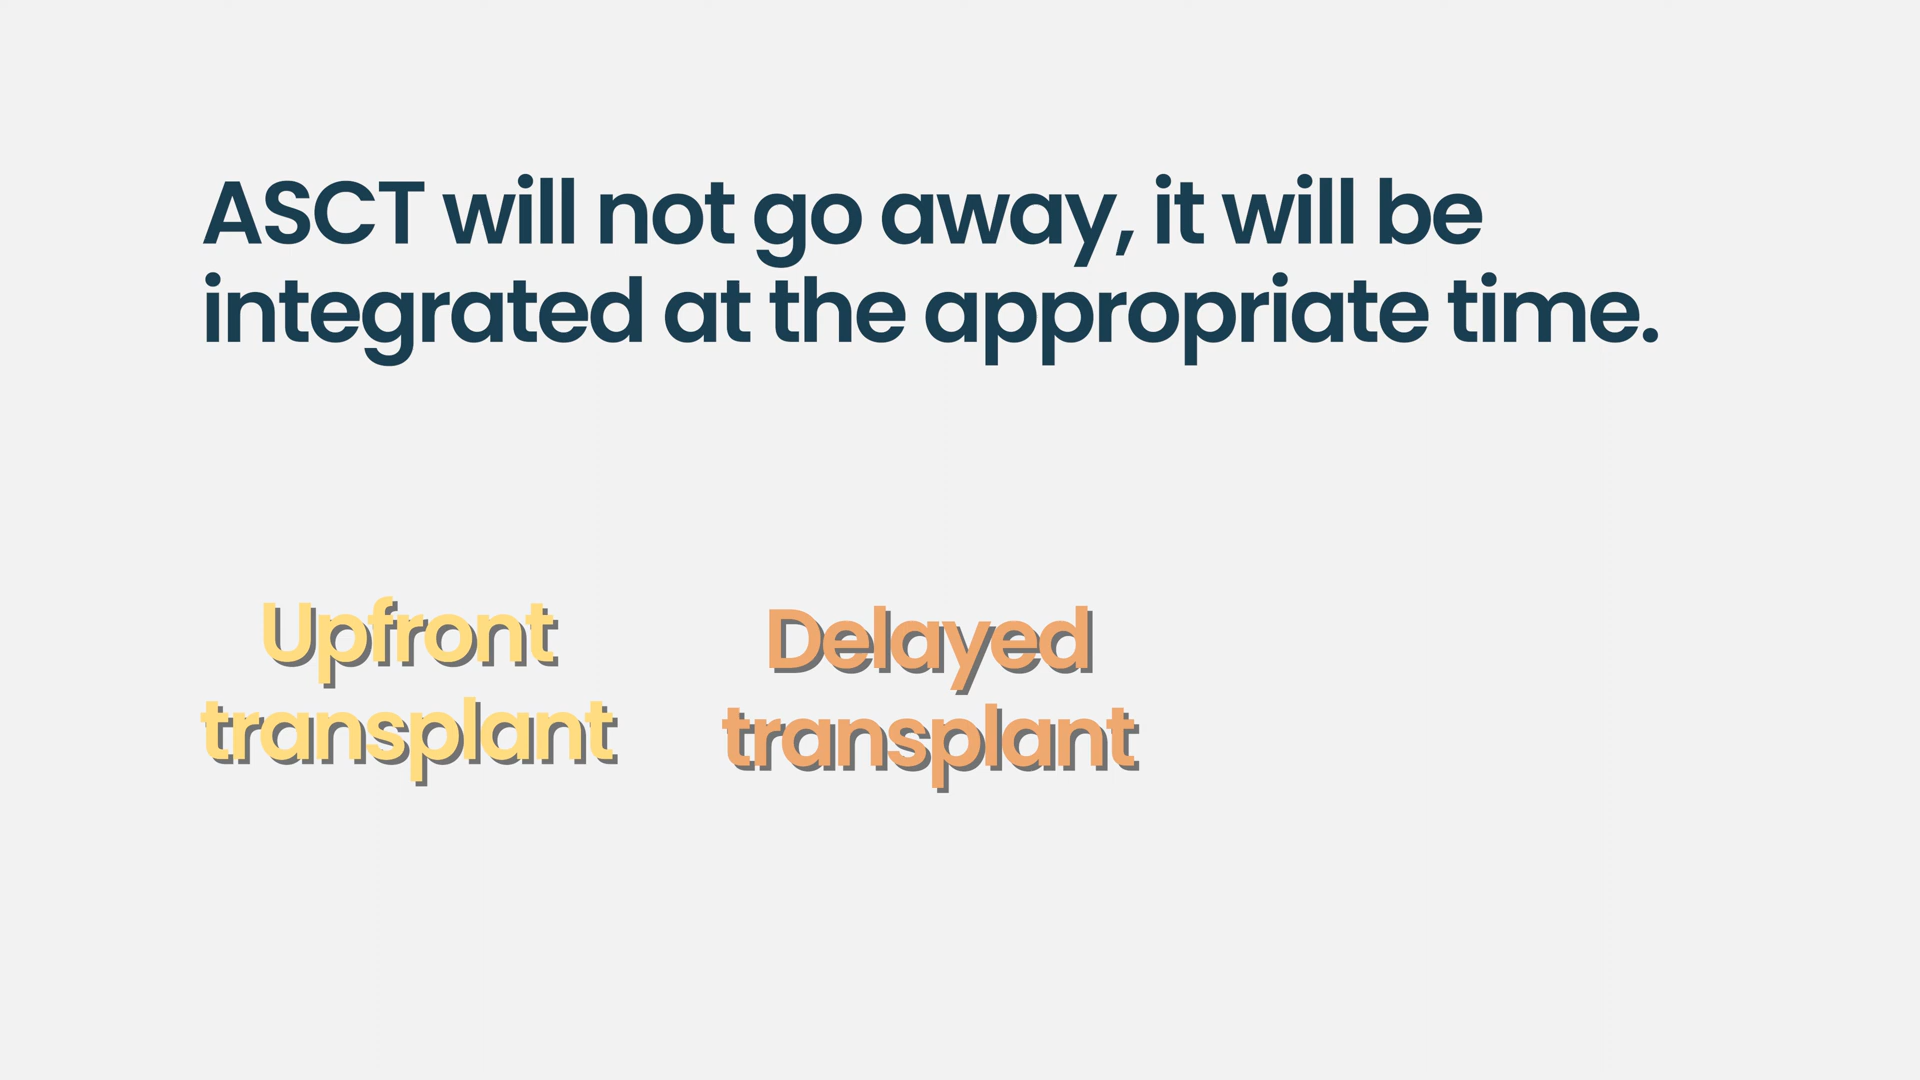 ASCT will not go away, it will be
integrated at the appropriate time.
Upfront
transplant
Delayed
transplant